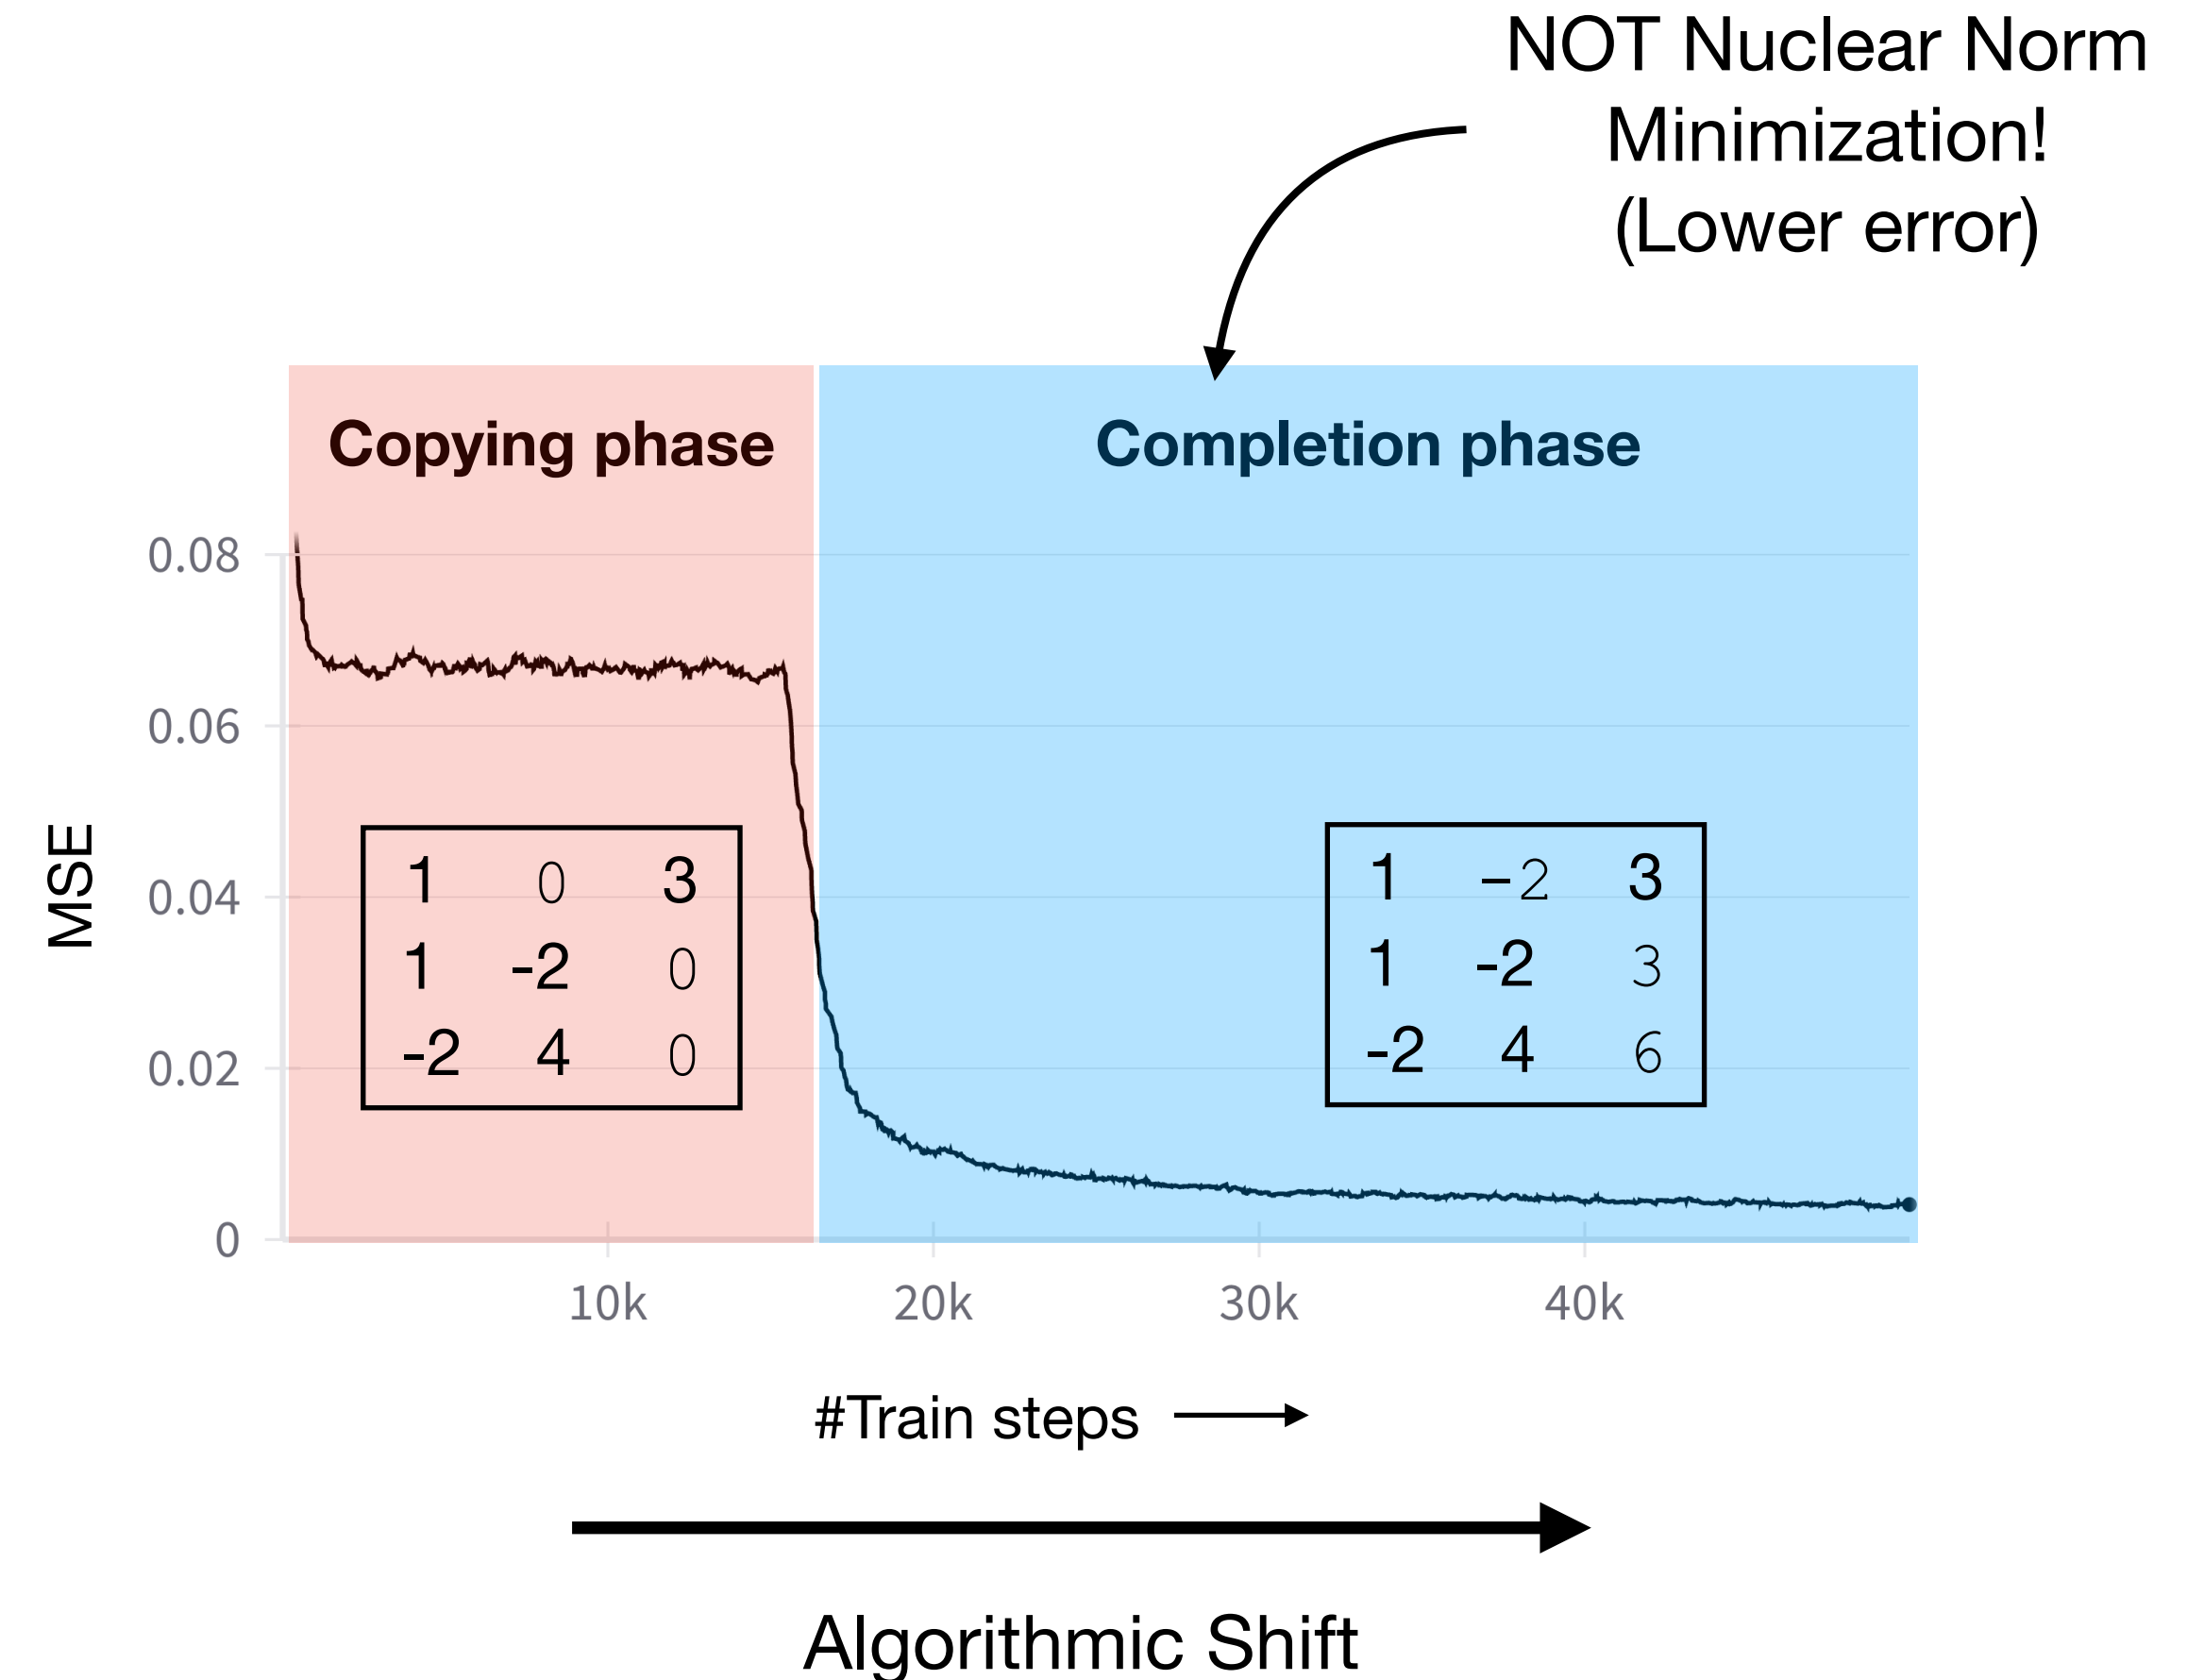 NOT Nuclear Norm
Minimization!
(Lower error)
Copying phase
Completion phase
0.08
0.06
0.04
0.02
0
MSE
1 0 3
1 -2 0
-2 4 0
1 −2 3
1 -2 3
-2 4 6
10k 20k 30k 40k
#Train steps
Algorithmic Shift